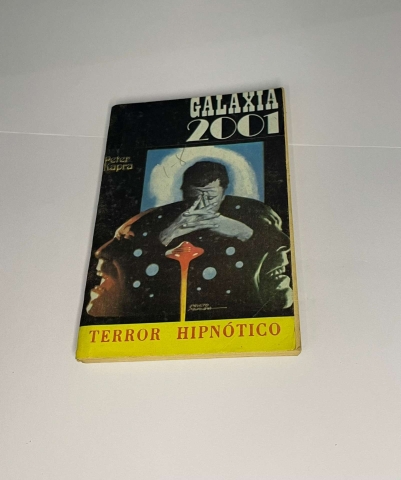 GALAXIA
2001
Peter
Kapra
TERROR HIPNÓTICO